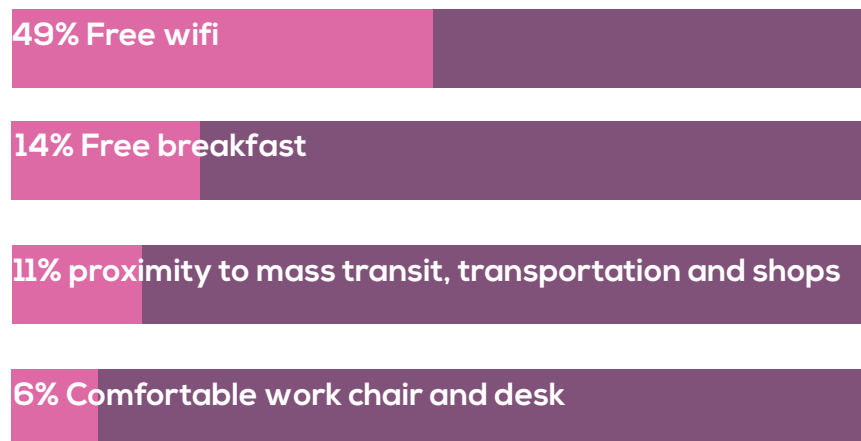 49% Free wifi
14% Free breakfast
11% proximity to mass transit, transportation and shops
6% Comfortable work chair and desk